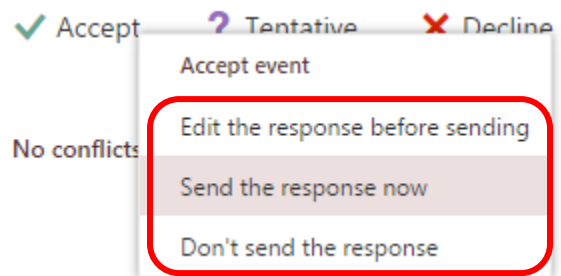 Accept ? Tentative Decline
Accept event
Edit the response before sending
No conflicts
Send the response now
Don't send the response